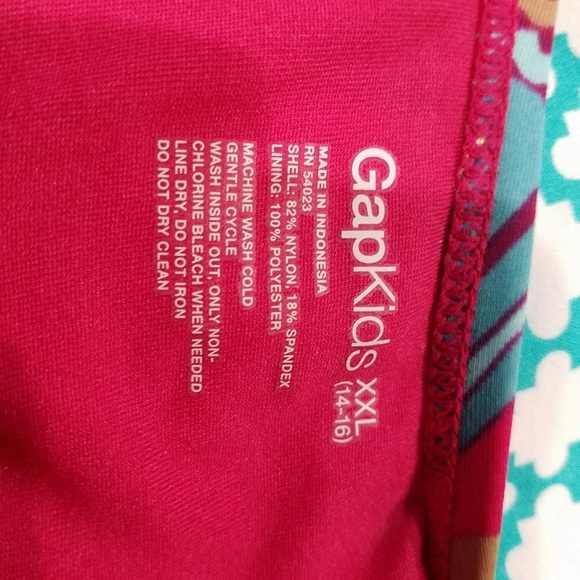 GapKids XXL
(14-16)
MADE IN INDONESIA
RN 54023
SHELL: 82% NYLON, 18% SPANDEX
LINING: 100% POLYESTER
MACHINE WASH COLD
GENTLE CYCLE
WASH INSIDE OUT, ONLY NON-
CHLORINE BLEACH WHEN NEEDED
LINE DRY, DO NOT IRON
DO NOT DRY CLEAN